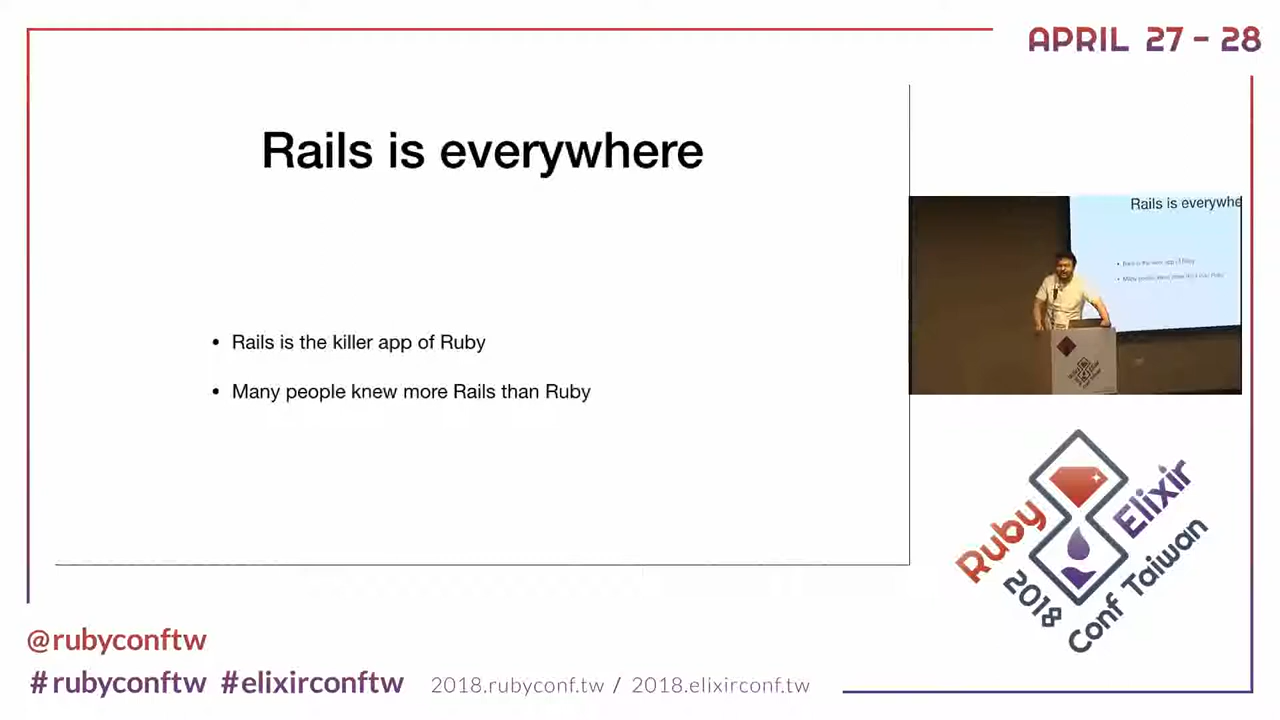 APRIL 27 - 28
Rails is everywhere
• Rails is the killer app of Ruby
• Many people knew more Rails than Ruby
Rails is everywhe
Ruby Elixir
2018 Conf Taiwan
@rubyconftw
#rubyconftw #elixirconftw 2018.rubyconf.tw / 2018.elixirconf.tw